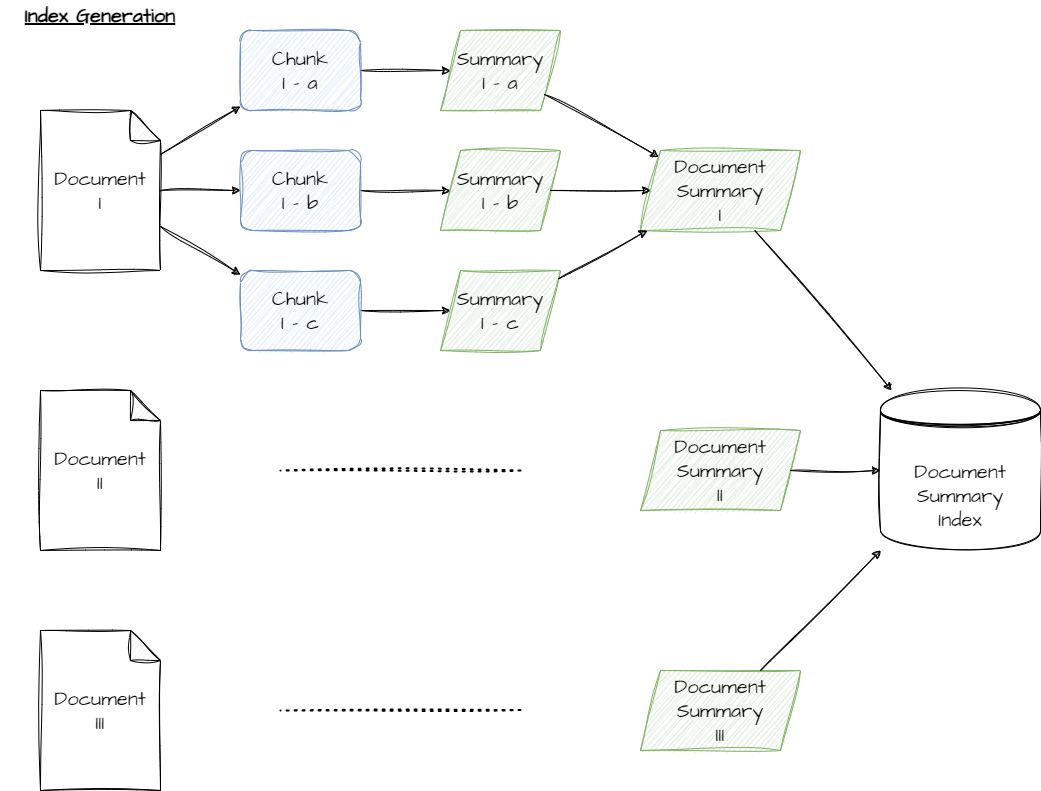 Index Generation
Chunk
I - a
Summary
I - a
Document
I
Chunk
I - b
Summary
I - b
Document
Summary
I
Chunk
I - c
Summary
I - c
Document
II
Document
Summary
II
Document
Summary
Index
Document
III
Document
Summary
III